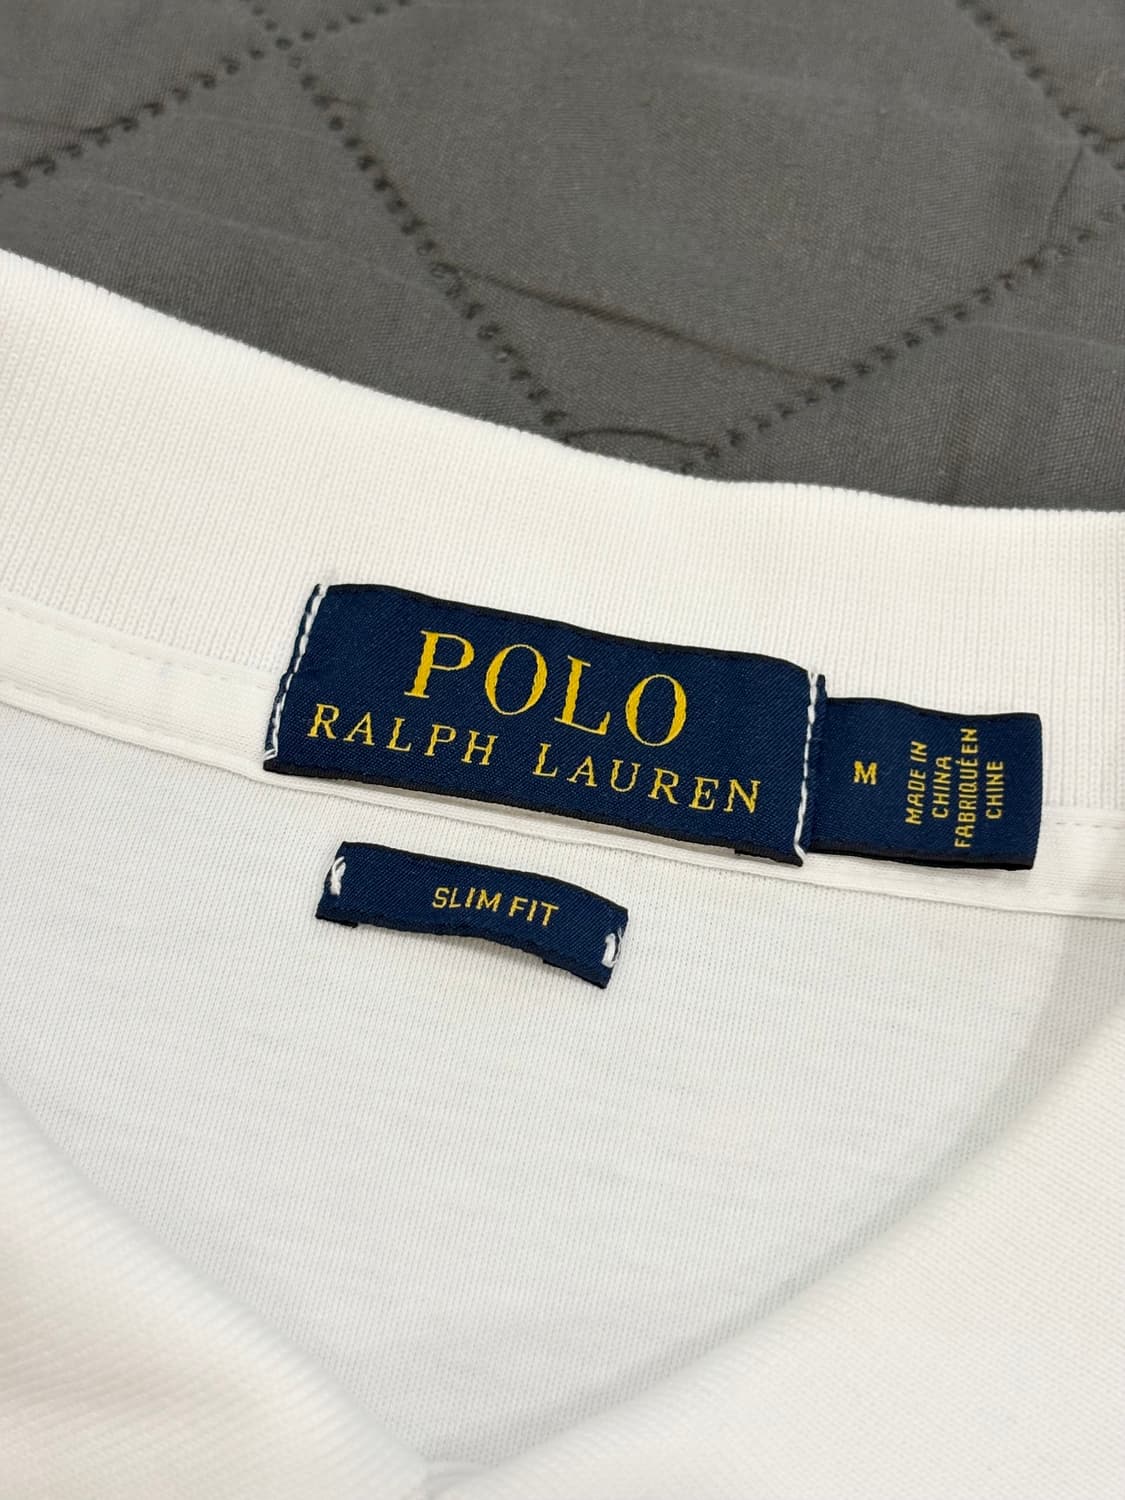 POLO
RALPH LAUREN
M
MADE IN
CHINA
FABRIQUÉ EN
CHINE
SLIM FIT